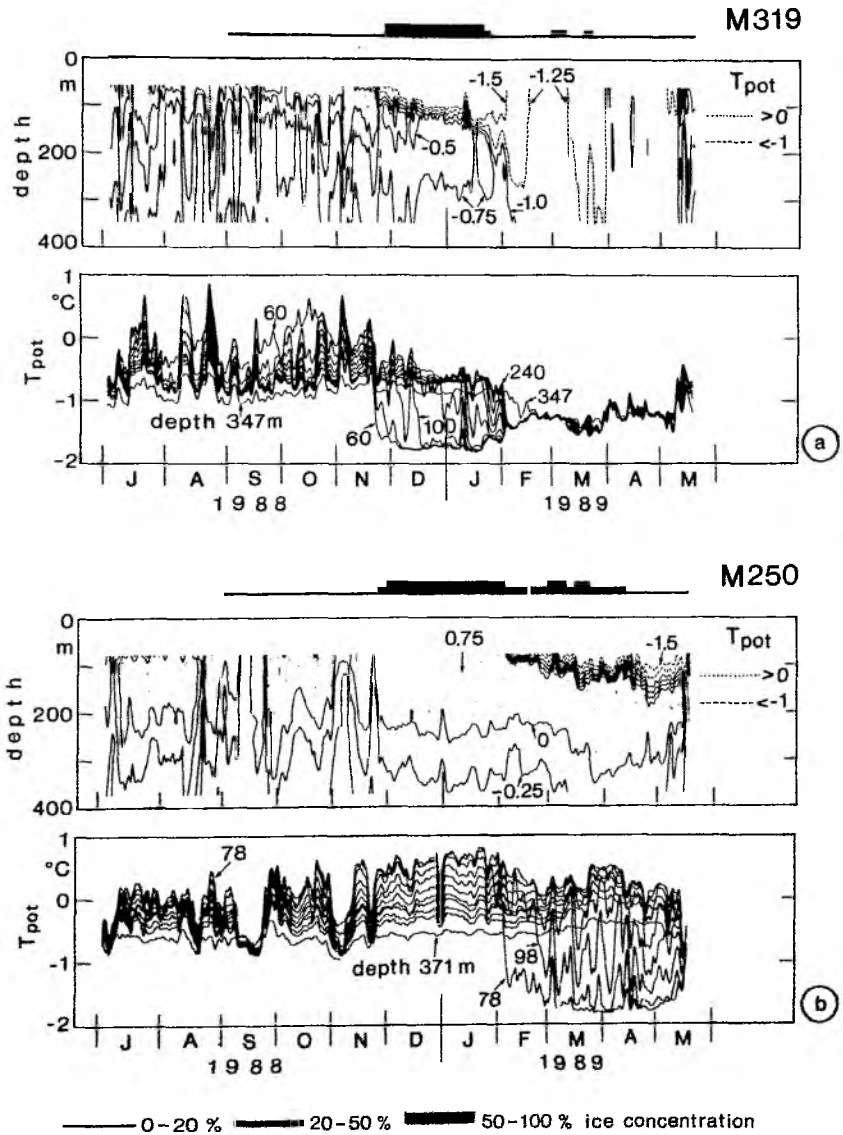 M319
0
m
200
400
depth
-1.5
-1.25
Tpot
>0
<-1
-0.5
-0.75
-1.0
1
°C
0
-1
-2
Tpot
60
240
347
depth 347m
100
60
J A S O N D J F M A M
1988 1989
a
M250
0
m
200
400
depth
0.75
-1.5
Tpot
>0
<-1
0
-0.25
1
°C
0
-1
-2
Tpot
78
depth 371m
98
78
J A S O N D J F M A M
1988 1989
b
0-20 % 20-50 % 50-100 % ice concentration